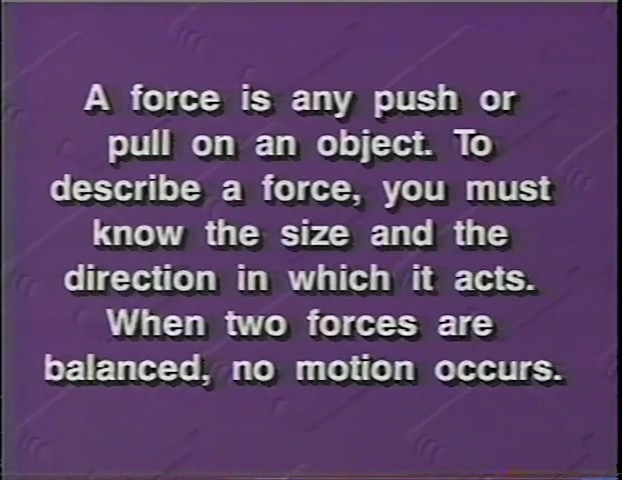 A force is any push or
pull on an object. To
describe a force, you must
know the size and the
direction in which it acts.
When two forces are
balanced, no motion occurs.